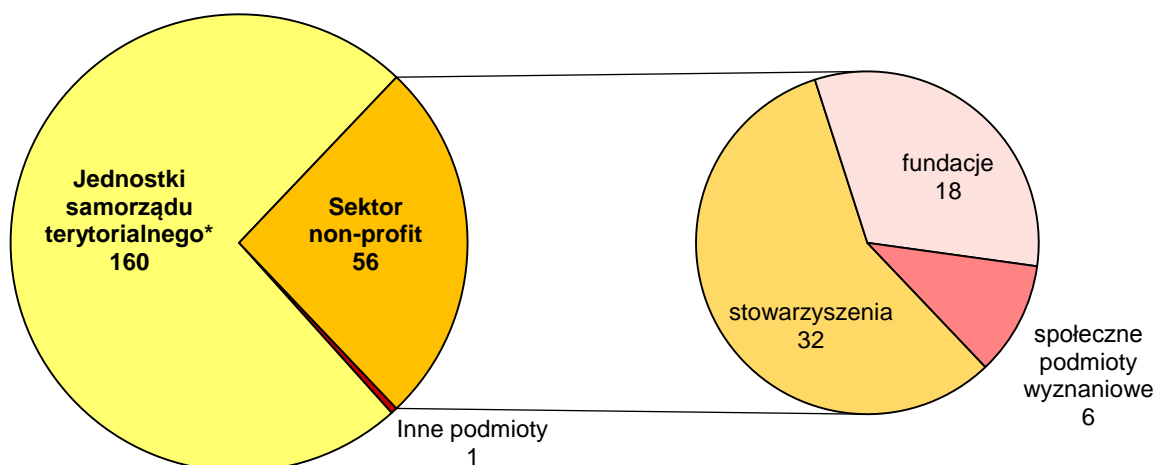 Jednostki
samorządu
terytorialnego*
160
Sektor
non-profit
56
Inne podmioty
1
fundacje
18
stowarzyszenia
32
społeczne
podmioty
wyznaniowe
6